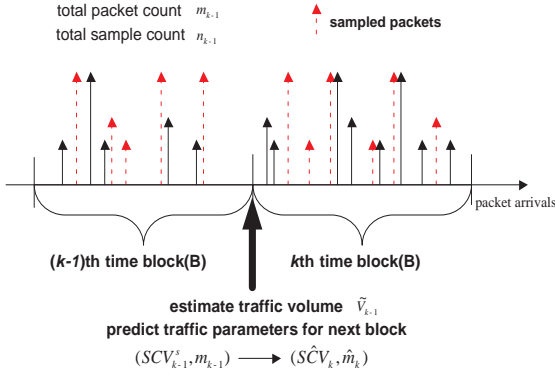 total packet count m_{k-1}
total sample count n_{k-1}
sampled packets
packet arrivals
(k-1)th time block(B)
kth time block(B)
estimate traffic volume Ṽ_{k-1}
predict traffic parameters for next block
(SCV^s_{k-1}, m_{k-1}) → (SĈV_k, m̂_k)